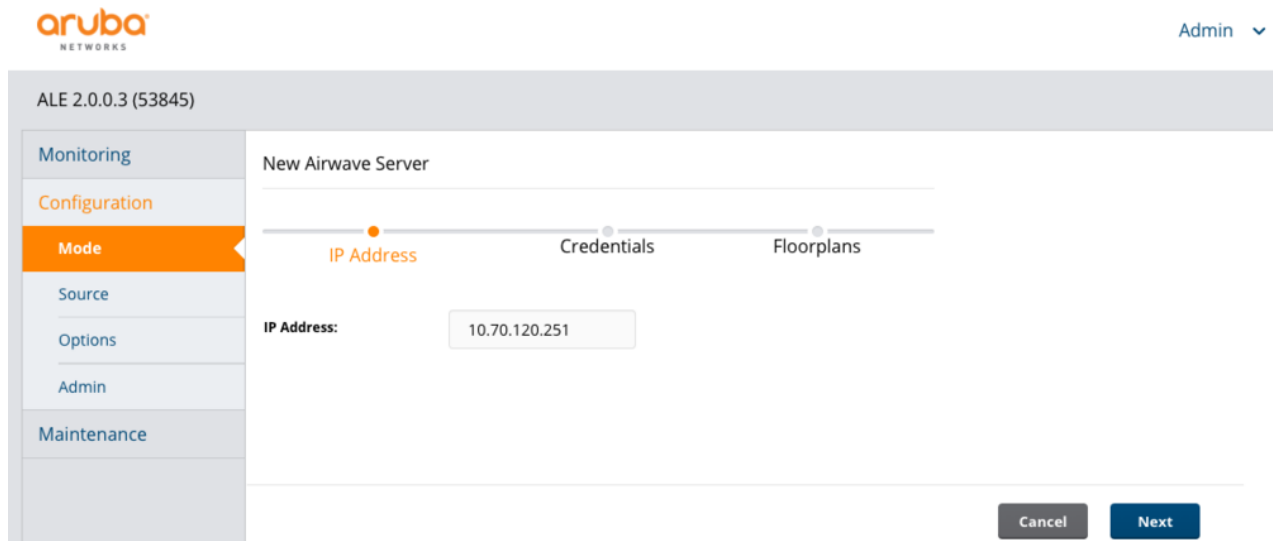 aruba
NETWORKS
Admin
ALE 2.0.0.3 (53845)
Monitoring
Configuration
Mode
Source
Options
Admin
Maintenance
New Airwave Server
IP Address
Credentials
Floorplans
IP Address:
10.70.120.251
Cancel
Next